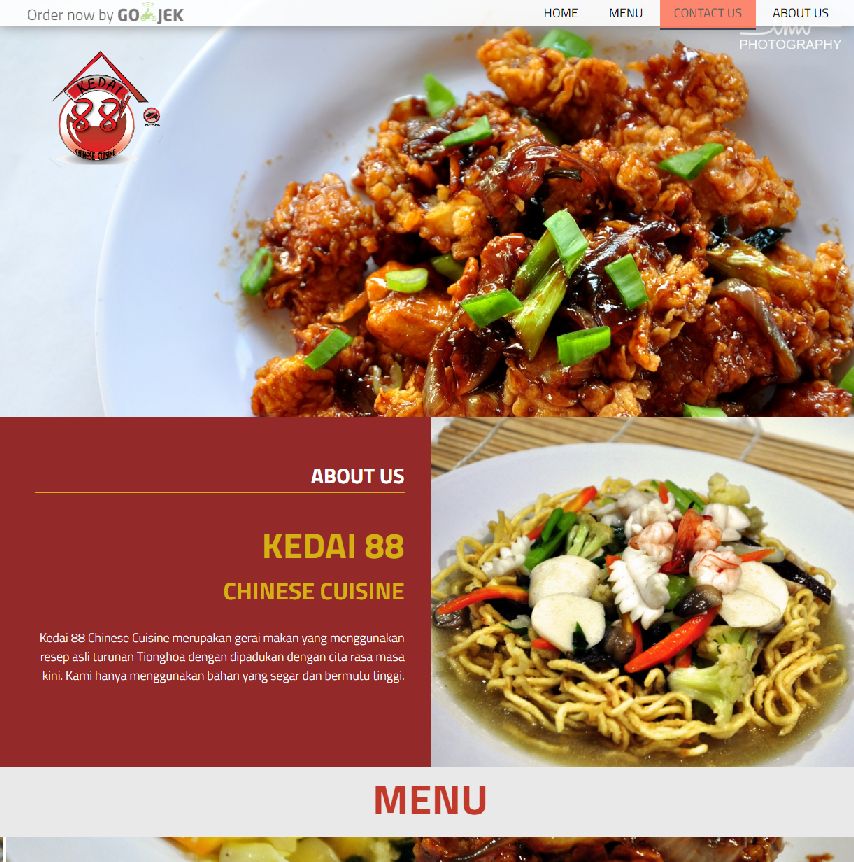 Order now by GO JEK
HOME
MENU
CONTACT US
ABOUT US
PHOTOGRAPHY
KEDAI
88
CHINESE CUISINE
ABOUT US
KEDAI 88
CHINESE CUISINE
Kedai 88 Chinese Cuisine merupakan gerai makan yang menggunakan
resep asli turunan Tionghoa dengan dipadukan dengan cita rasa masa
kini. Kami hanya menggunakan bahan yang segar dan bermutu tinggi.
MENU